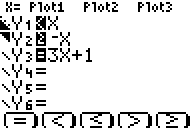 X= Plot1 Plot2 Plot3
Y1 X
Y2 -X
\Y3=3X+1
\Y4=
\Y5=
\Y6=
= < ≤ > ≥